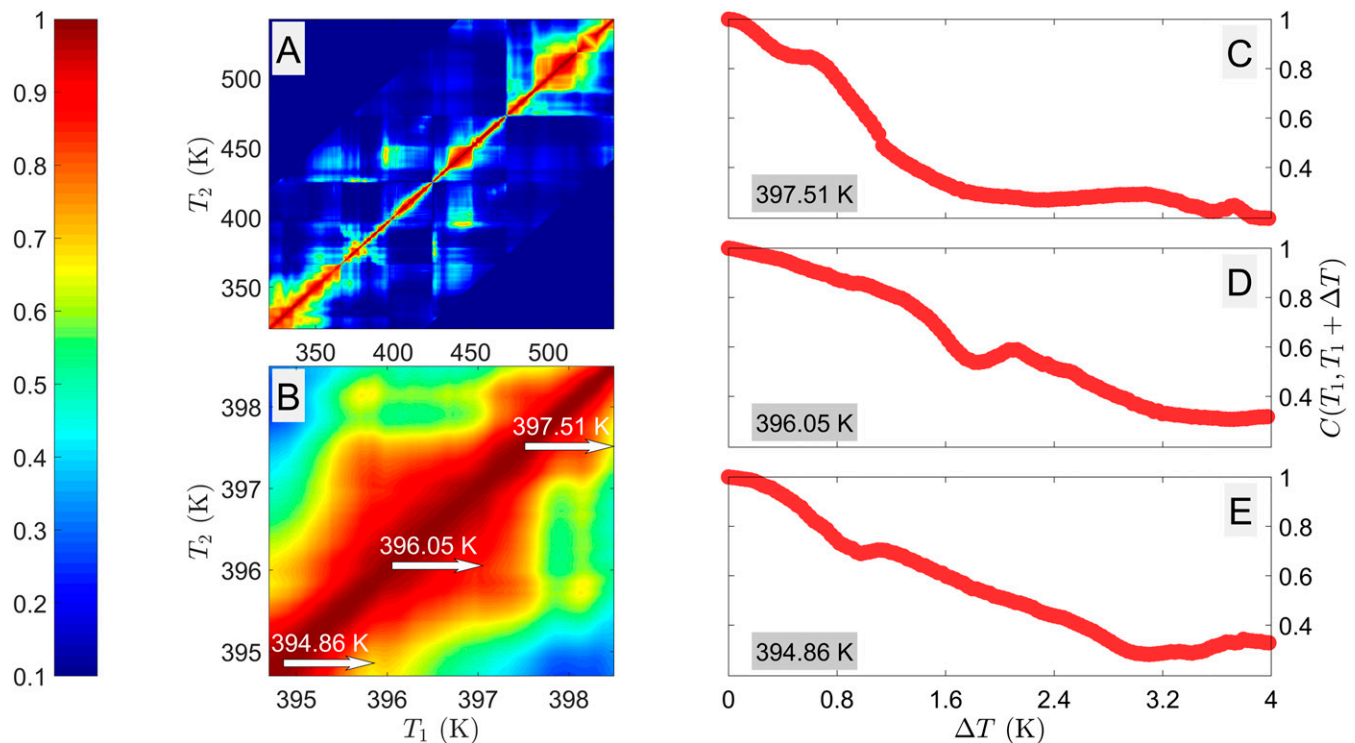 1
0.9
0.8
0.7
0.6
0.5
0.4
0.3
0.2
0.1
A
500
450
400
350
T₂ (K)
350 400 450 500
B
398
397
396
395
T₂ (K)
397.51 K
396.05 K
394.86 K
395 396 397 398
T₁ (K)
C
397.51 K
1
0.8
0.6
0.4
D
396.05 K
1
0.8
0.6
0.4
C(T₁, T₁ + ΔT)
E
394.86 K
1
0.8
0.6
0.4
0 0.8 1.6 2.4 3.2 4
ΔT (K)